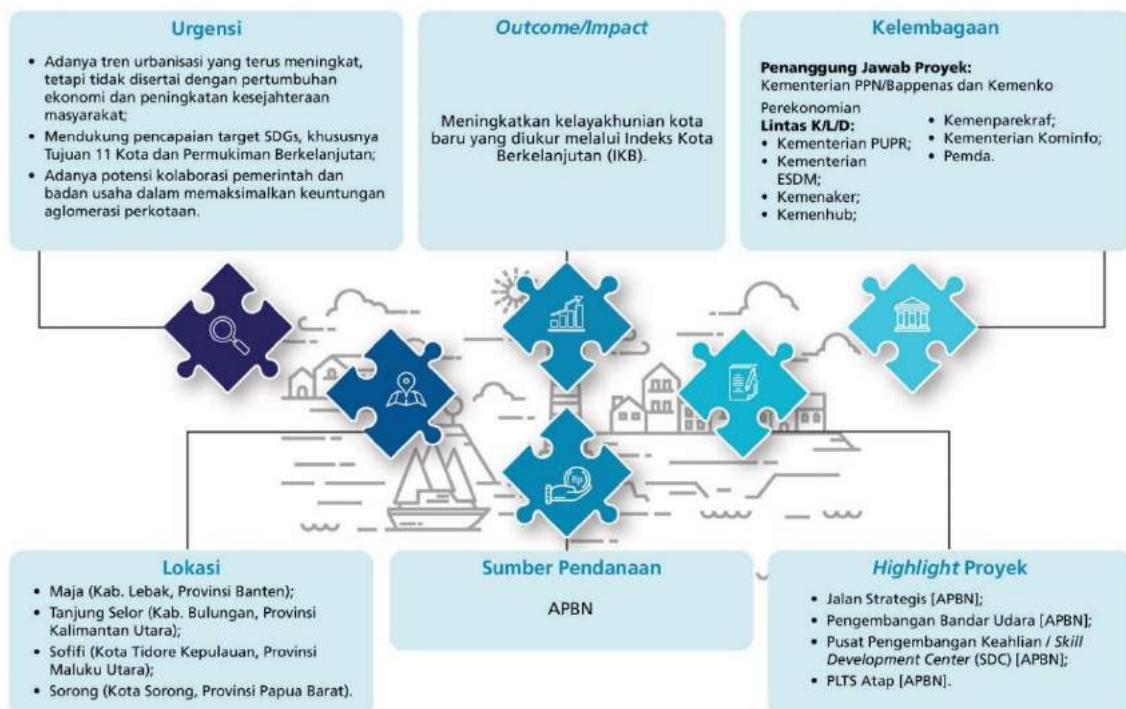 Urgensi
• Adanya tren urbanisasi yang terus meningkat,
tetapi tidak disertai dengan pertumbuhan
ekonomi dan peningkatan kesejahteraan
masyarakat;
• Mendukung pencapaian target SDGs, khususnya
Tujuan 11 Kota dan Permukiman Berkelanjutan;
• Adanya potensi kolaborasi pemerintah dan
badan usaha dalam memaksimalkan keuntungan
aglomerasi perkotaan.
Outcome/Impact
Meningkatkan kelayakhunian kota
baru yang diukur melalui Indeks Kota
Berkelanjutan (IKB).
Kelembagaan
Penanggung Jawab Proyek:
Kementerian PPN/Bappenas dan Kemenko
Perekonomian
Lintas K/L/D:
• Kementerian PUPR;
• Kementerian
ESDM;
• Kemenaker;
• Kemenhub;
• Kemenparekraf;
• Kementerian Kominfo;
• Pemda.
Rp
Lokasi
• Maja (Kab. Lebak, Provinsi Banten);
• Tanjung Selor (Kab. Bulungan, Provinsi
Kalimantan Utara);
• Sofifi (Kota Tidore Kepulauan, Provinsi
Maluku Utara);
• Sorong (Kota Sorong, Provinsi Papua Barat).
Sumber Pendanaan
APBN
Highlight Proyek
• Jalan Strategis [APBN];
• Pengembangan Bandar Udara [APBN];
• Pusat Pengembangan Keahlian / Skill
Development Center (SDC) [APBN];
• PLTS Atap [APBN].